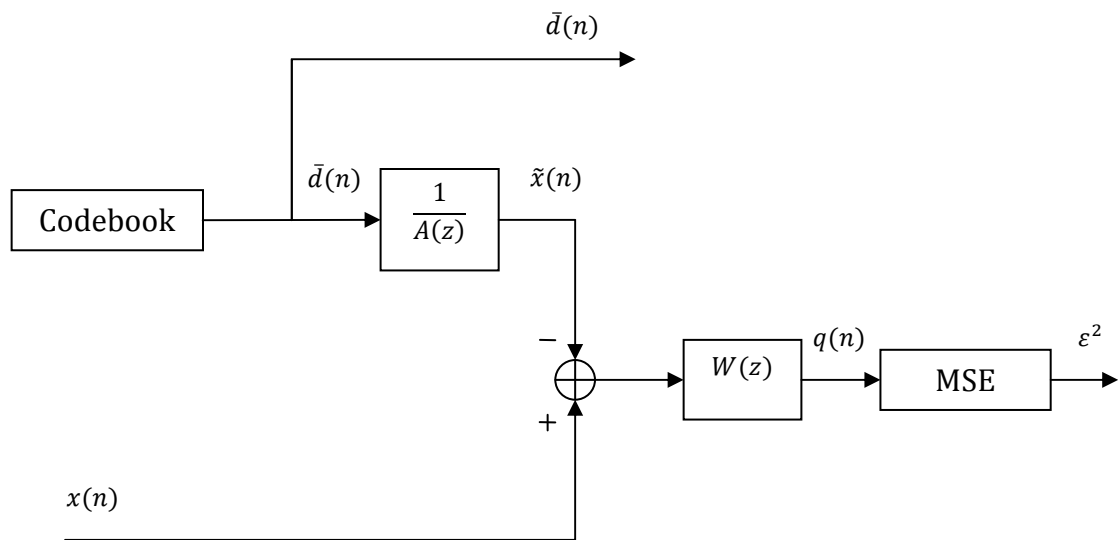 d̄(n)
d̄(n)
1
A(z)
x̃(n)
Codebook
−
W(z)
q(n)
MSE
ε²
+
x(n)